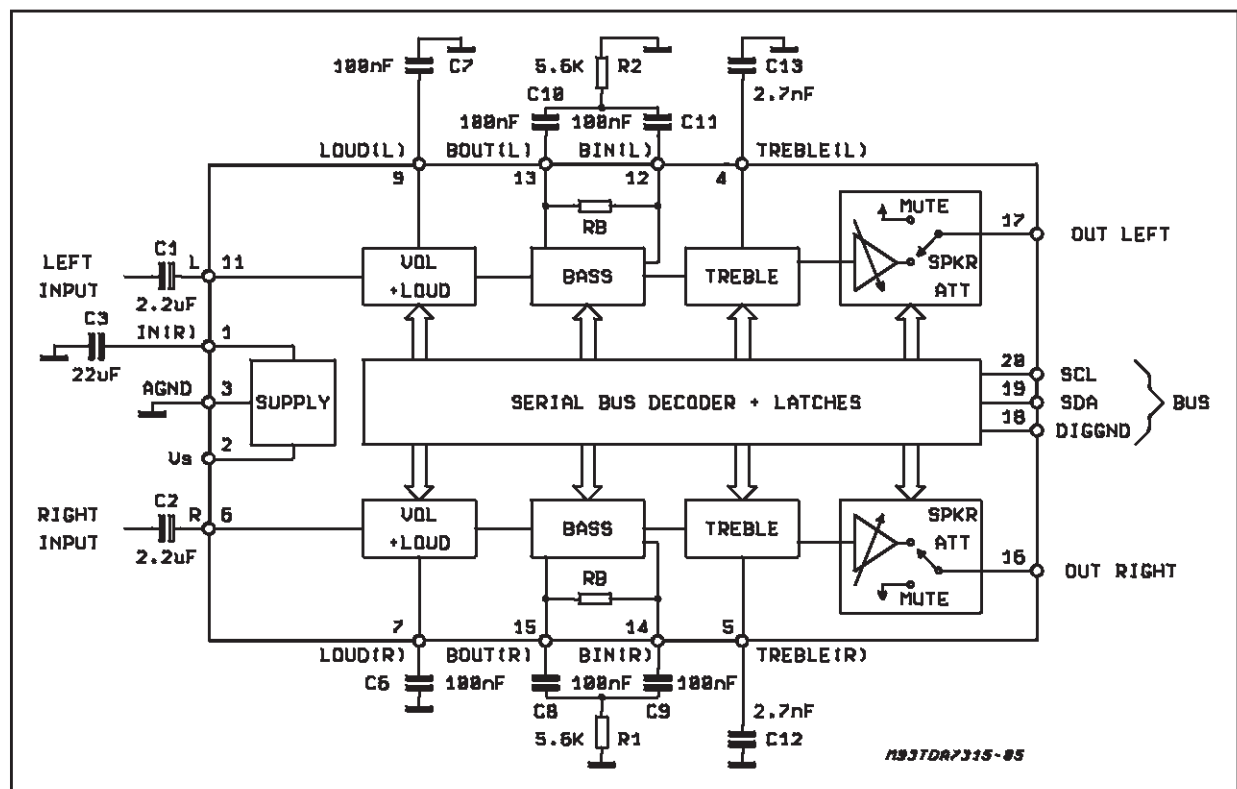 100nF C7 5.6K R2 C13
2.7nF
C10
100nF 100nF C11
LOUD(L) BOUT(L) BIN(L) TREBLE(L)
9 13 12 4
RB
MUTE
17 OUT LEFT
C1 L 11
LEFT INPUT
2.2uF
VOL +LOUD
BASS
TREBLE
SPKR ATT
C3 IN(R) 1
22uF
AGND 3
SUPPLY
Vs 2
SERIAL BUS DECODER + LATCHES
20 SCL
19 SDA
18 DIGGND
BUS
C2 R 6
RIGHT INPUT
2.2uF
VOL +LOUD
BASS
TREBLE
SPKR ATT
16 OUT RIGHT
MUTE
RB
7 15 14 5
LOUD(R) BOUT(R) BIN(R) TREBLE(R)
C6 100nF 100nF 100nF
C8 C9 2.7nF
5.6K R1 C12
M93TDA7315-05